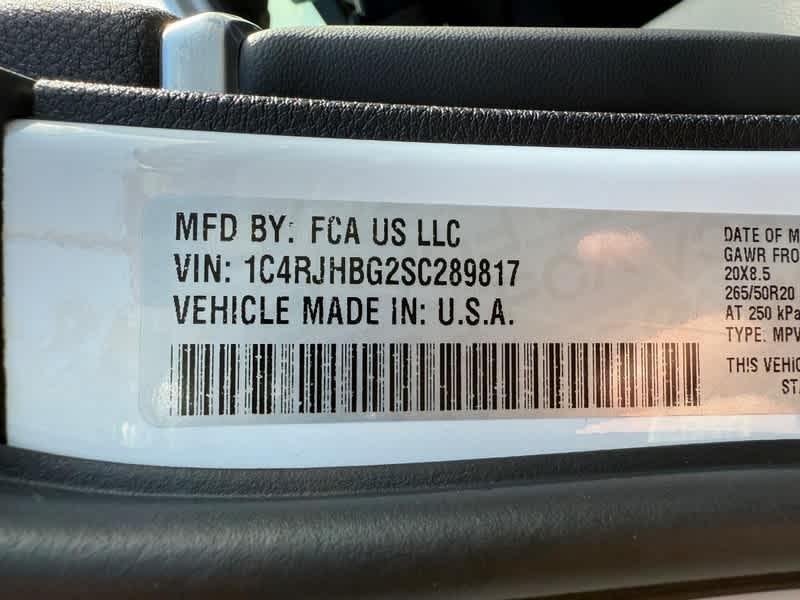 MFD BY: FCA US LLC
VIN: 1C4RJHBG2SC289817
VEHICLE MADE IN: U.S.A.
DATE OF M
GAWR FRO
20X8.5
265/50R20
AT 250 kPa
TYPE: MPV
THIS VEHIC
STA